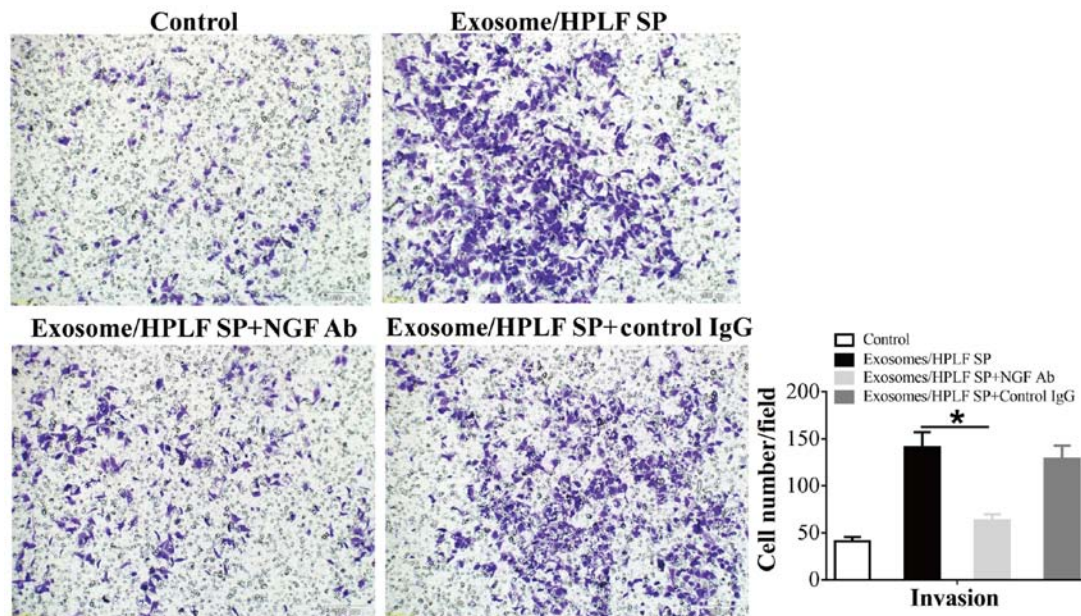 Control
Exosome/HPLF SP
Exosome/HPLF SP+NGF Ab
Exosome/HPLF SP+control IgG
Control
Exosomes/HPLF SP
Exosomes/HPLF SP+NGF Ab
Exosomes/HPLF SP+Control IgG
200
150
100
50
0
Cell number/field
*
Invasion